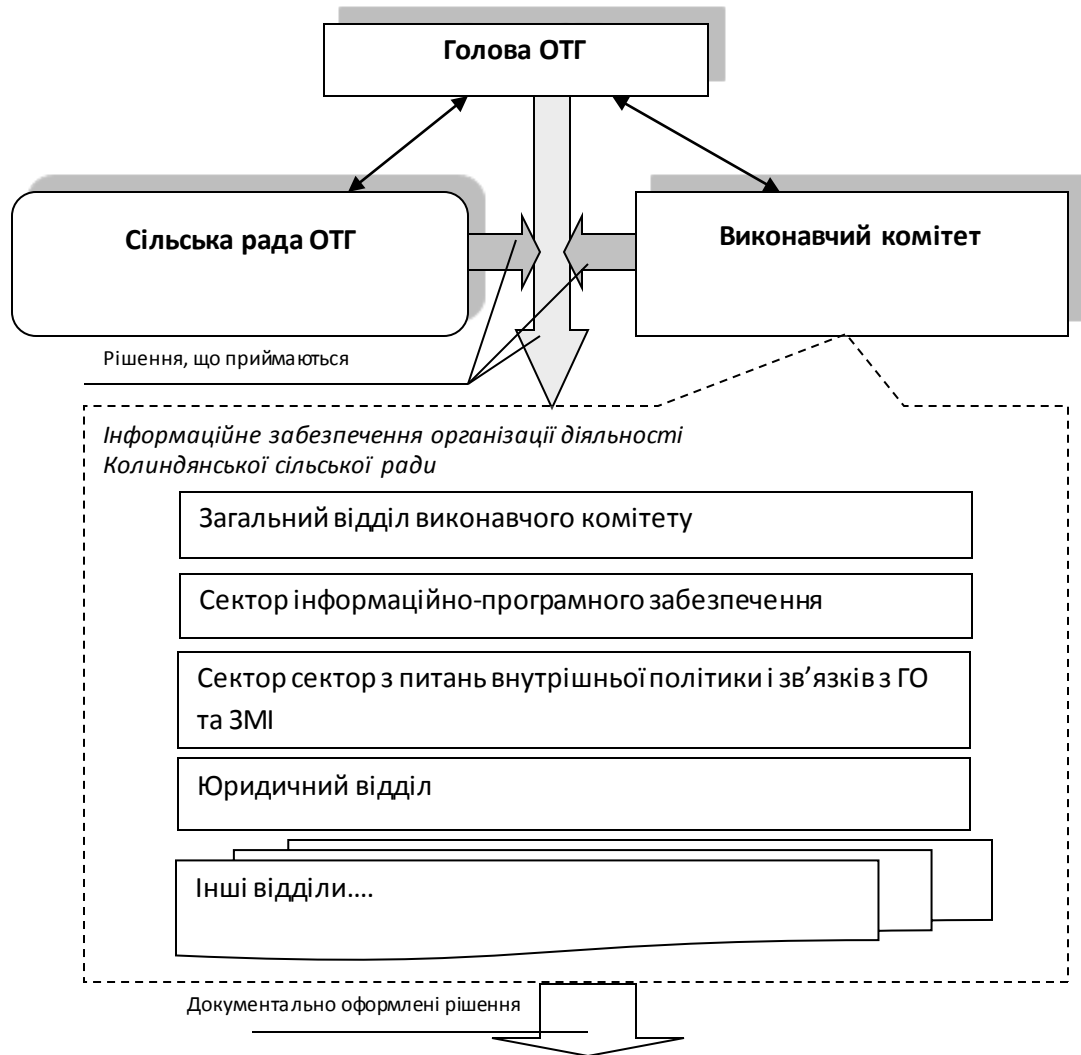 Голова ОТГ
Сільська рада ОТГ
Виконавчий комітет
Рішення, що приймаються
Інформаційне забезпечення організації діяльності
Колиндянської сільської ради
Загальний відділ виконавчого комітету
Сектор інформаційно-програмного забезпечення
Сектор сектор з питань внутрішньої політики і зв’язків з ГО
та ЗМІ
Юридичний відділ
Інші відділи....
Документально оформлені рішення